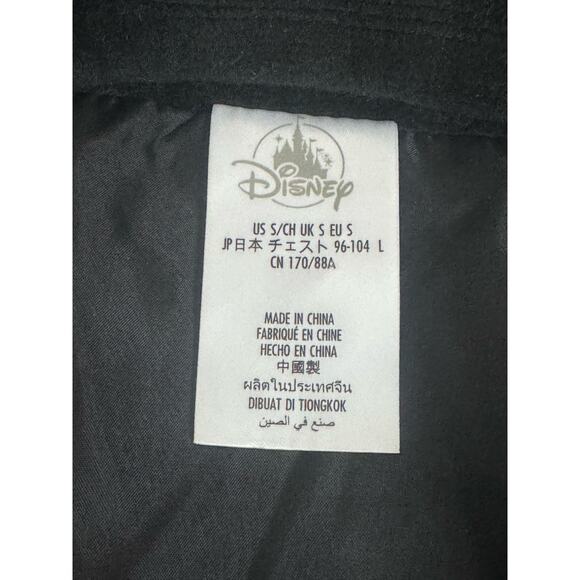 Disney
US S/CH UK S EU S
JP日本 チェスト 96-104 L
CN 170/88A
MADE IN CHINA
FABRIQUÉ EN CHINE
HECHO EN CHINA
中國製
ผลิตในประเทศจีน
DIBUAT DI TIONGKOK
صنع في الصين